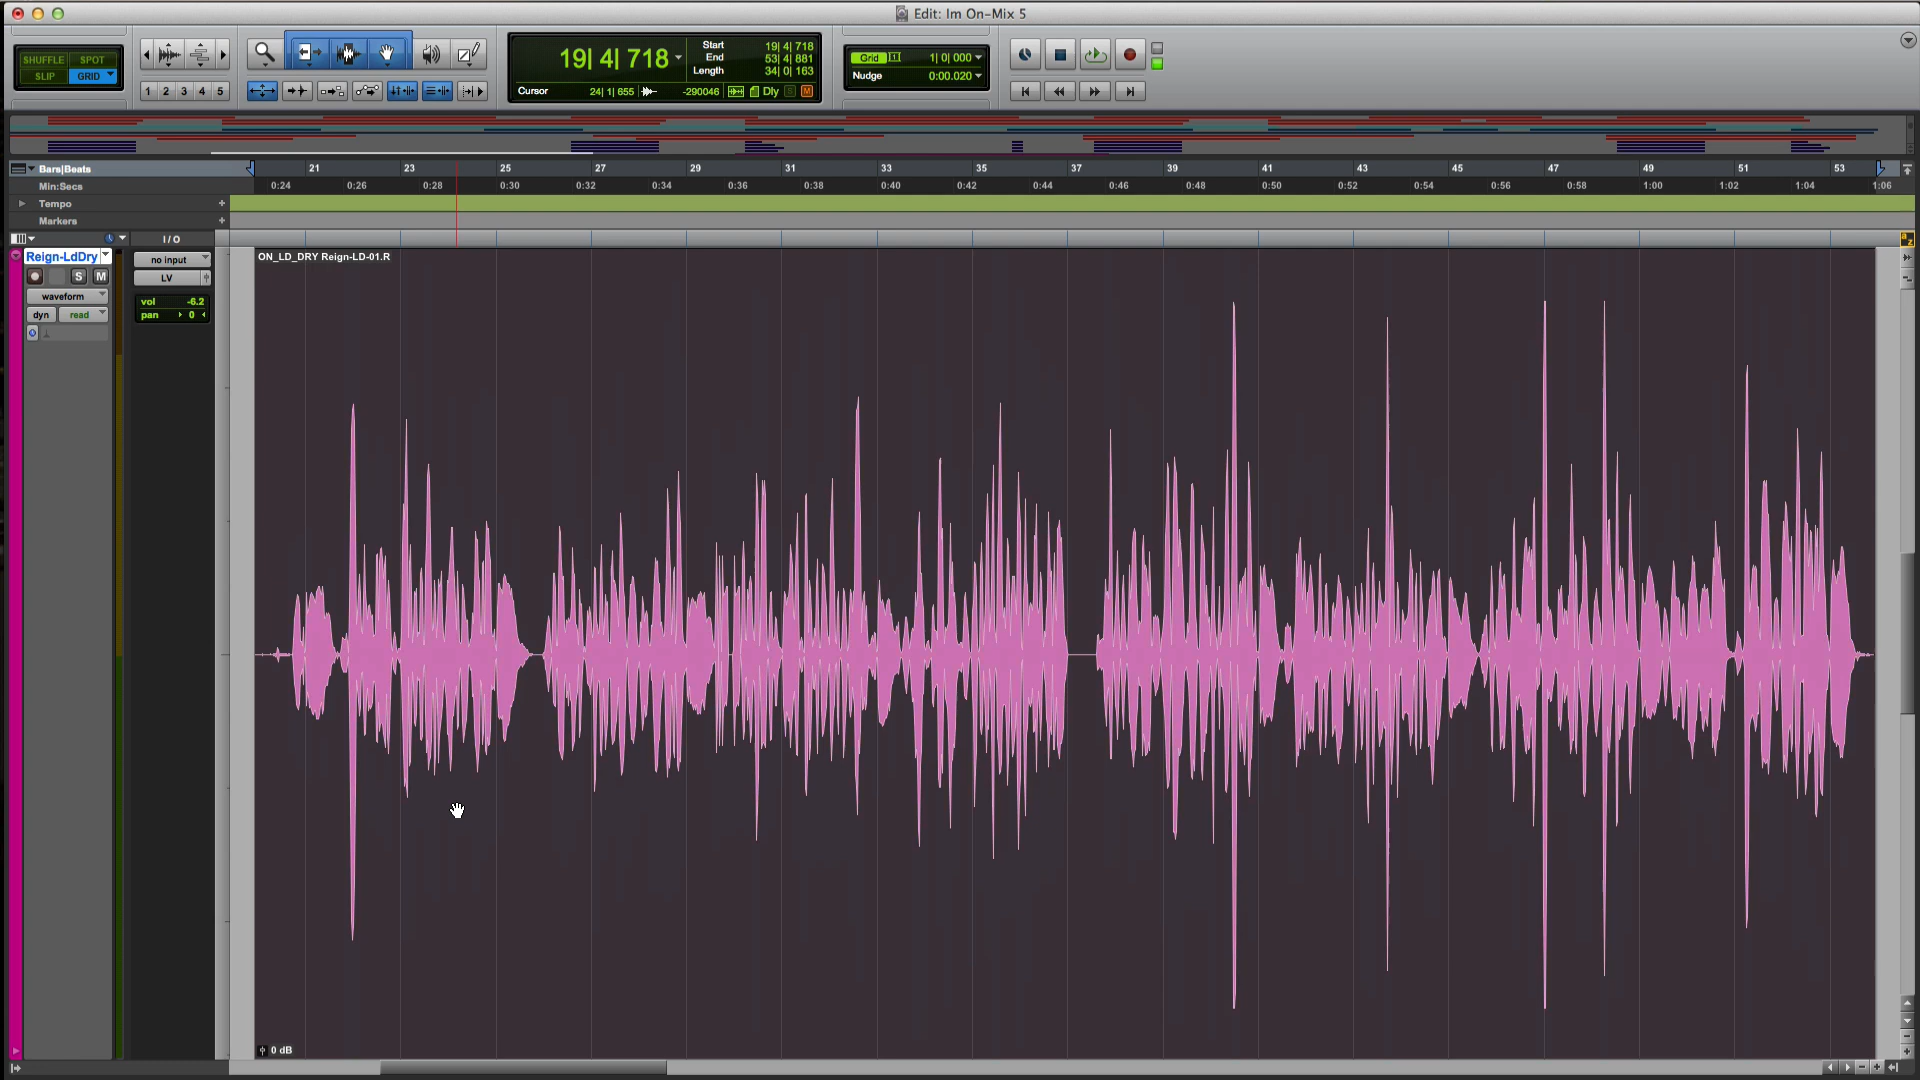 Edit: Im On-Mix 5
SHUFFLE SPOT
SLIP GRID
1 2 3 4 5
19| 4| 718
Start 19| 4| 718
End 53| 4| 881
Length 34| 0| 163
Cursor 24| 1| 655 -290046 Dly S M
Grid 1| 0| 000
Nudge 0:00.020
Bars|Beats 21 23 25 27 29 31 33 35 37 39 41 43 45 47 49 51 53
Min:Secs 0:24 0:26 0:28 0:30 0:32 0:34 0:36 0:38 0:40 0:42 0:44 0:46 0:48 0:50 0:52 0:54 0:56 0:58 1:00 1:02 1:04 1:06
Tempo
Markers
I/O
Reign-LdDry no input ON_LD_DRY Reign-LD-01.R
S M LV
waveform
vol -6.2
dyn read pan 0
0 dB